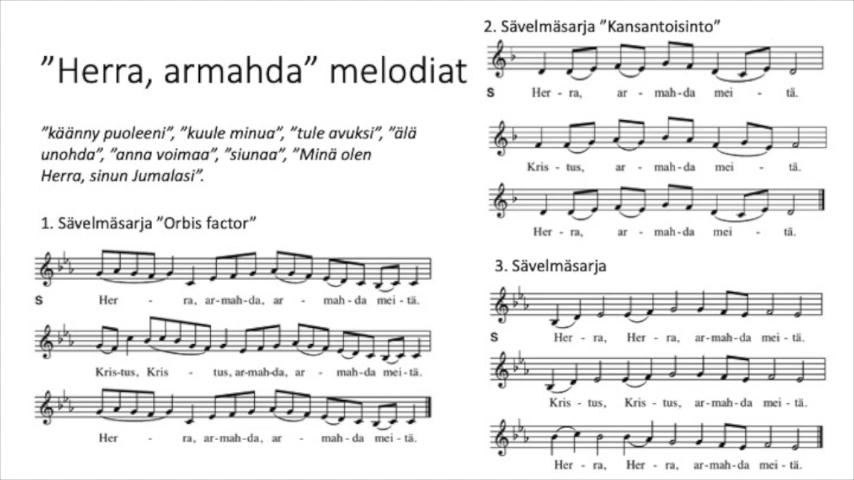 ”Herra, armahda” melodiat
”käänny puoleeni”, ”kuule minua”, ”tule avuksi”, ”älä
unohda”, ”anna voimaa”, ”siunaa”, ”Minä olen
Herra, sinun Jumalasi”.
1. Sävelmäsarja ”Orbis factor”
S Her - ra, ar-mah-da, ar - mah-da mei-tä.
Kris-tus, Kris - tus, ar-mah-da, ar - mah-da mei-tä.
Her - ra, ar-mah-da, ar - mah-da mei-tä.
2. Sävelmäsarja ”Kansantoisinto”
S Her - ra, ar - mah-da mei - tä.
Kris - tus, ar - mah-da mei - tä.
Her - ra, ar - mah-da mei - tä.
3. Sävelmäsarja
S Her - ra, Her - ra, ar-mah-da mei-tä.
Kris - tus, Kris - tus, ar-mah-da mei-tä.
Her - ra, Her - ra, ar-mah-da mei-tä.